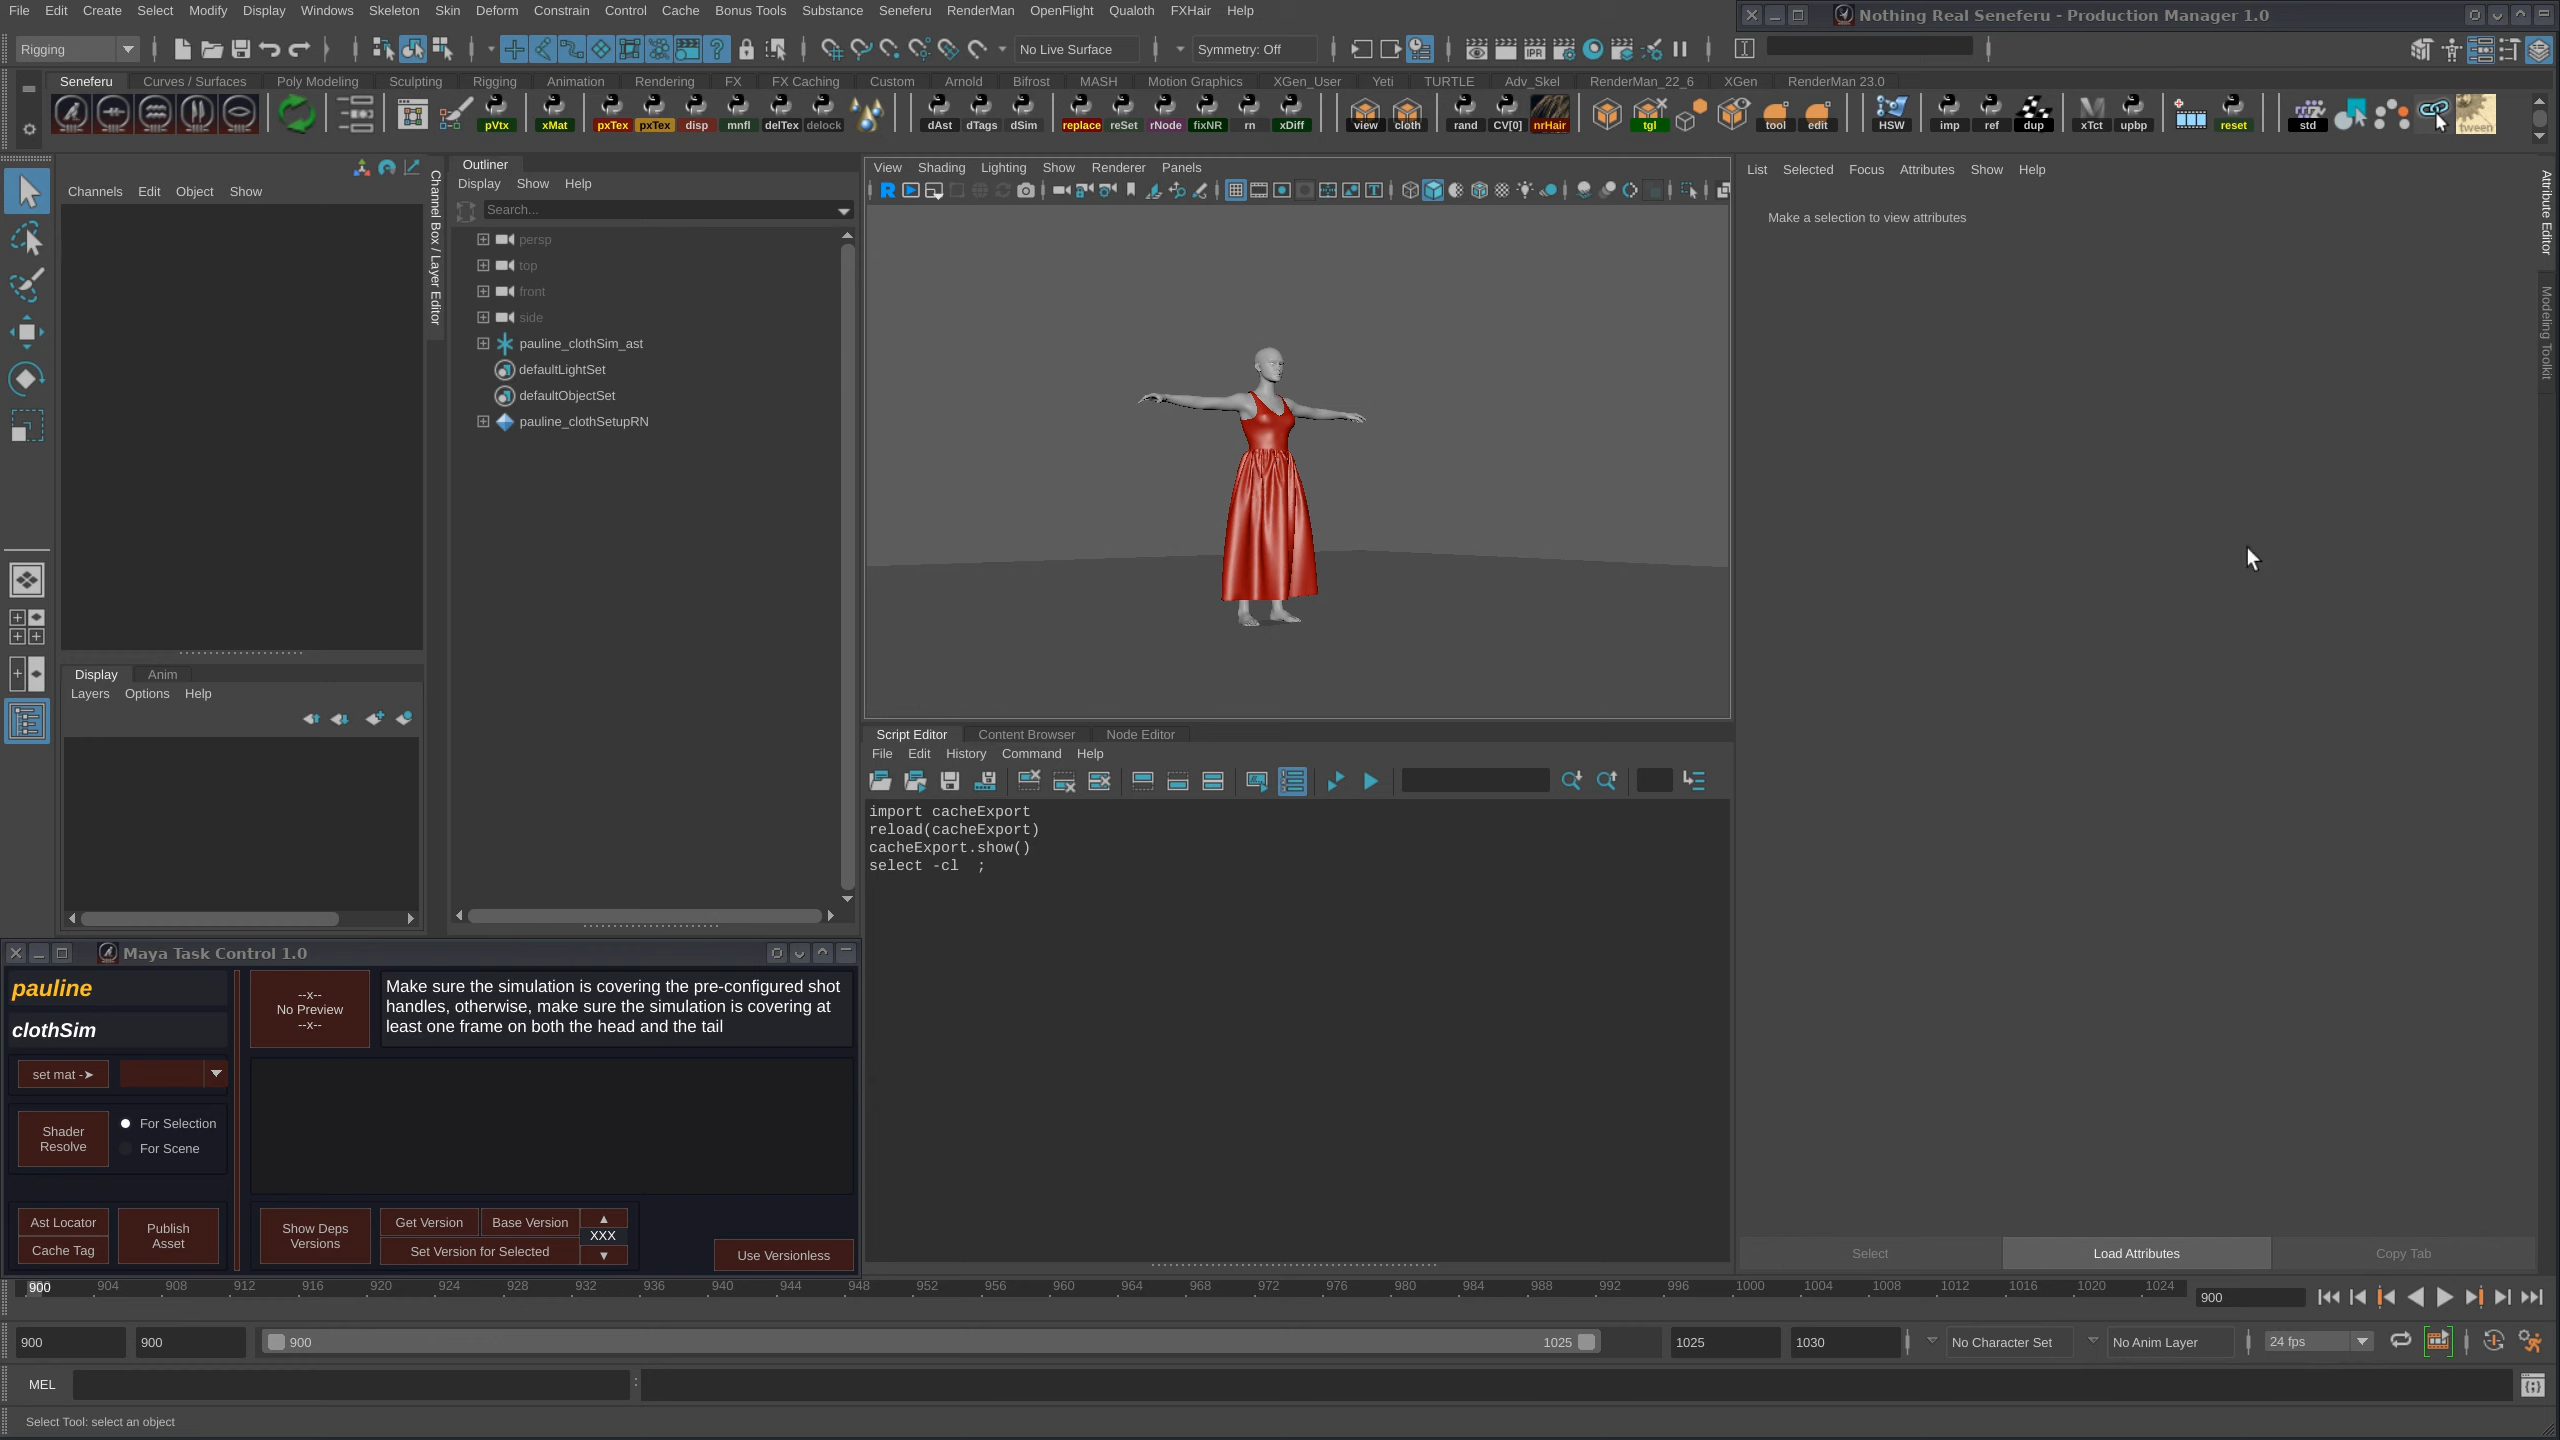 File Edit Create Select Modify Display Windows Skeleton Skin Deform Constrain Control Cache Bonus Tools Substance Seneferu RenderMan OpenFlight Qualoth FXHair Help
Nothing Real Seneferu - Production Manager 1.0
Rigging
No Live Surface
Symmetry: Off
IPR
Seneferu Curves / Surfaces Poly Modeling Sculpting Rigging Animation Rendering FX FX Caching Custom Arnold Bifrost MASH Motion Graphics XGen_User Yeti TURTLE Adv_Skel RenderMan_22_6 XGen RenderMan 23.0
pVtx xMat pxTex pxTex disp mnfl delTex delock dAst dTags dSim replace reSet rNode fixNR rn xDiff view cloth rand CV[0] nrHair tgl tool edit HSW imp ref dup xTct upbp reset std tween
Channels Edit Object Show
Channel Box / Layer Editor
Outliner
Display Show Help
Search...
persp
top
front
side
pauline_clothSim_ast
defaultLightSet
defaultObjectSet
pauline_clothSetupRN
View Shading Lighting Show Renderer Panels
List Selected Focus Attributes Show Help
Make a selection to view attributes
Attribute Editor
Modeling Toolkit
Display Anim
Layers Options Help
Script Editor Content Browser Node Editor
File Edit History Command Help
import cacheExport
reload(cacheExport)
cacheExport.show()
select -cl  ;
Maya Task Control 1.0
pauline
clothSim
set mat ->
Shader
Resolve
For Selection
For Scene
Ast Locator
Cache Tag
Publish
Asset
--x--
No Preview
--x--
Make sure the simulation is covering the pre-configured shot
handles, otherwise, make sure the simulation is covering at
least one frame on both the head and the tail
Show Deps
Versions
Get Version
Base Version
XXX
Set Version for Selected
Use Versionless
Select
Load Attributes
Copy Tab
900 904 908 912 916 920 924 928 932 936 940 944 948 952 956 960 964 968 972 976 980 984 988 992 996 1000 1004 1008 1012 1016 1020 1024
900
900 900 900 1025 1025 1030 No Character Set No Anim Layer 24 fps
MEL
Select Tool: select an object